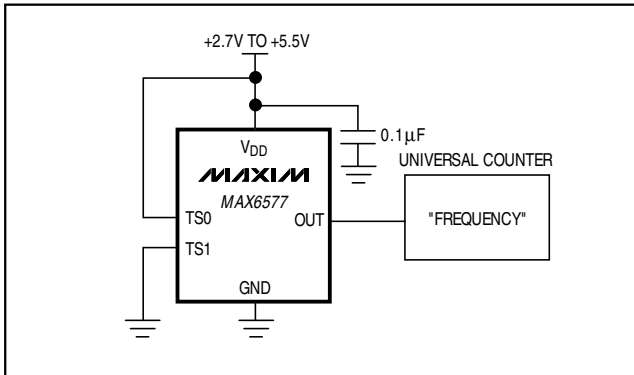 +2.7V TO +5.5V
0.1μF
VDD
MAXIM
MAX6577
TS0
TS1
OUT
GND
UNIVERSAL COUNTER
"FREQUENCY"